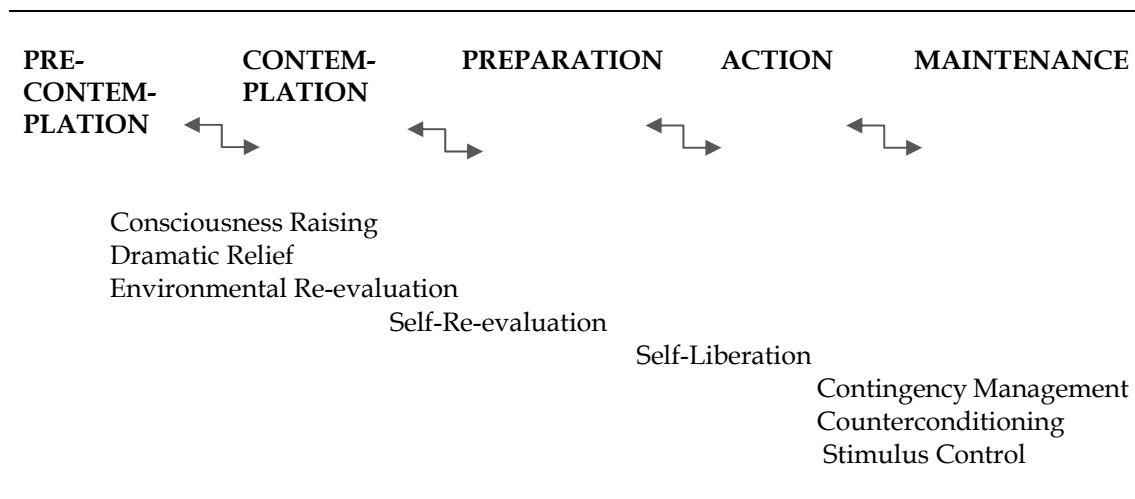 PRE- CONTEM- PREPARATION ACTION MAINTENANCE
CONTEM- PLATION
PLATION
Consciousness Raising
Dramatic Relief
Environmental Re-evaluation
Self-Re-evaluation
Self-Liberation
Contingency Management
Counterconditioning
Stimulus Control